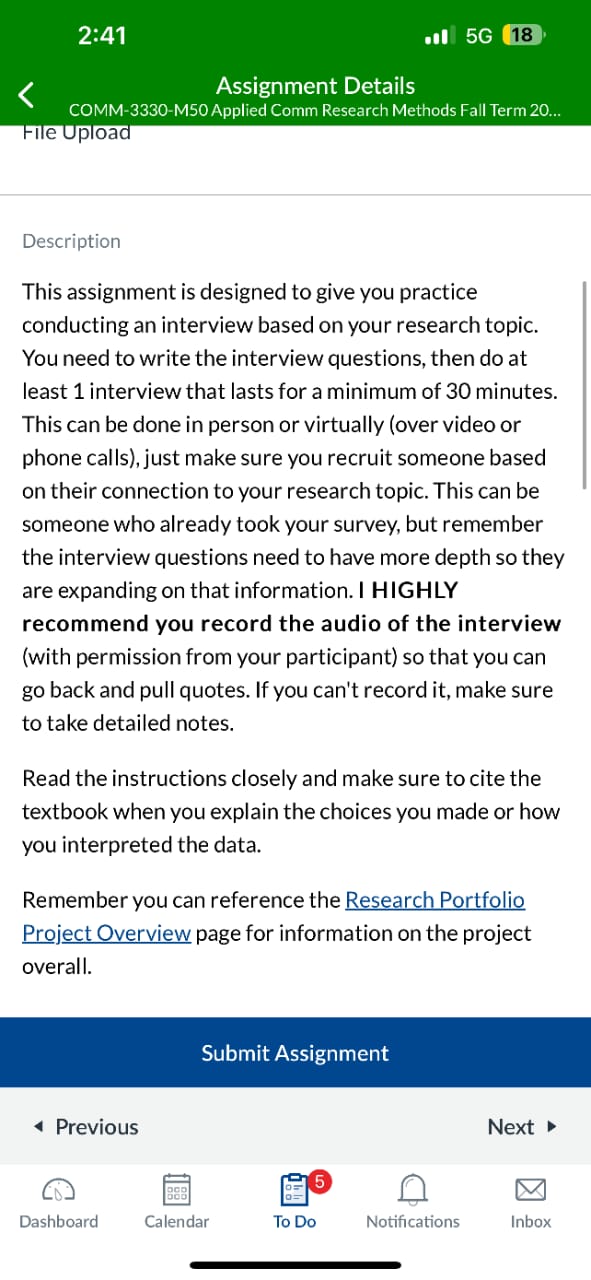 2:41
5G 18
Assignment Details
COMM-3330-M50 Applied Comm Research Methods Fall Term 20...
File Upload
Description
This assignment is designed to give you practice
conducting an interview based on your research topic.
You need to write the interview questions, then do at
least 1 interview that lasts for a minimum of 30 minutes.
This can be done in person or virtually (over video or
phone calls), just make sure you recruit someone based
on their connection to your research topic. This can be
someone who already took your survey, but remember
the interview questions need to have more depth so they
are expanding on that information. I HIGHLY
recommend you record the audio of the interview
(with permission from your participant) so that you can
go back and pull quotes. If you can't record it, make sure
to take detailed notes.
Read the instructions closely and make sure to cite the
textbook when you explain the choices you made or how
you interpreted the data.
Remember you can reference the Research Portfolio
Project Overview page for information on the project
overall.
Submit Assignment
Previous Next
5
Dashboard Calendar To Do Notifications Inbox